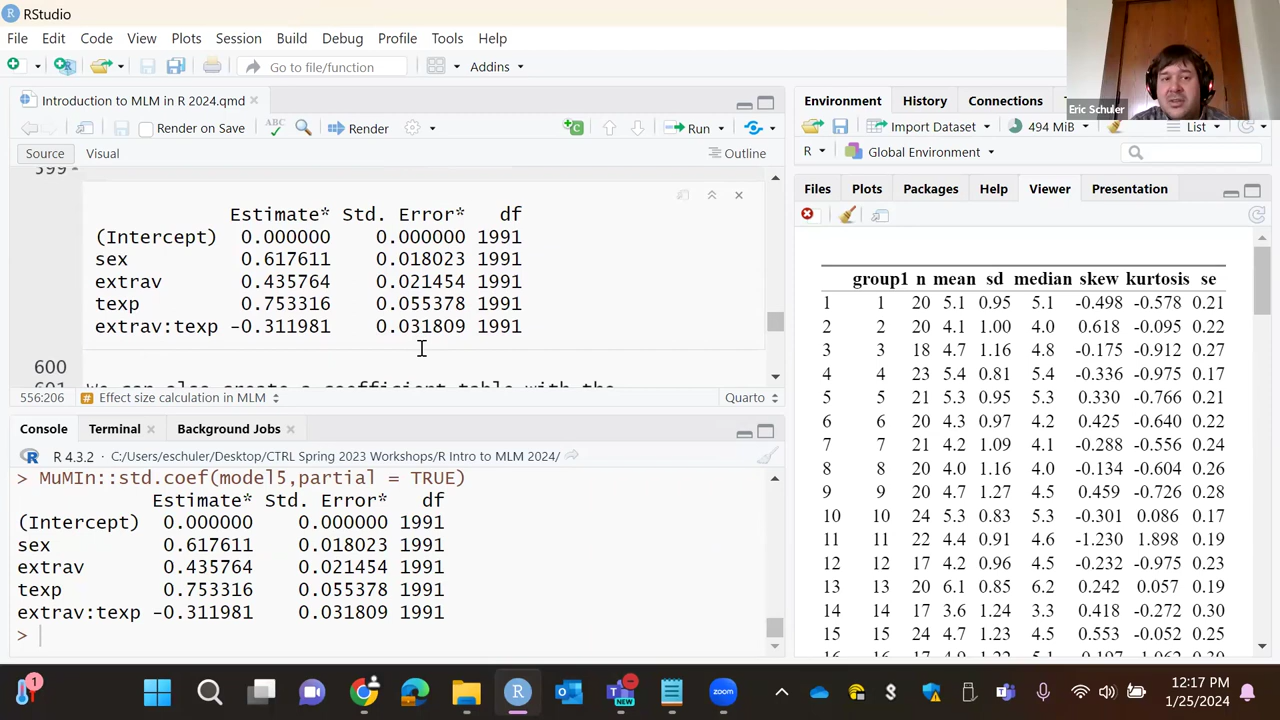 RStudio
File Edit Code View Plots Session Build Debug Profile Tools Help
Go to file/function Addins
Eric Schuler
Introduction to MLM in R 2024.qmd
Render on Save ABC Render Run
Source Visual Outline
399
Estimate* Std. Error* df
(Intercept) 0.000000 0.000000 1991
sex 0.617611 0.018023 1991
extrav 0.435764 0.021454 1991
texp 0.753316 0.055378 1991
extrav:texp -0.311981 0.031809 1991
600
601 We can also create a coefficient table with the
556:206 # Effect size calculation in MLM Quarto
Console Terminal Background Jobs
R 4.3.2 · C:/Users/eschuler/Desktop/CTRL Spring 2023 Workshops/R Intro to MLM 2024/
> MuMIn::std.coef(model5,partial = TRUE)
Estimate* Std. Error* df
(Intercept) 0.000000 0.000000 1991
sex 0.617611 0.018023 1991
extrav 0.435764 0.021454 1991
texp 0.753316 0.055378 1991
extrav:texp -0.311981 0.031809 1991
>
Environment History Connections
Import Dataset 494 MiB List
R Global Environment
Files Plots Packages Help Viewer Presentation
group1 n mean sd median skew kurtosis se
1 1 20 5.1 0.95 5.1 -0.498 -0.578 0.21
2 2 20 4.1 1.00 4.0 0.618 -0.095 0.22
3 3 18 4.7 1.16 4.8 -0.175 -0.912 0.27
4 4 23 5.4 0.81 5.4 -0.336 -0.975 0.17
5 5 21 5.3 0.95 5.3 0.330 -0.766 0.21
6 6 20 4.3 0.97 4.2 0.425 -0.640 0.22
7 7 21 4.2 1.09 4.1 -0.288 -0.556 0.24
8 8 20 4.0 1.16 4.0 -0.134 -0.604 0.26
9 9 20 4.7 1.27 4.5 0.459 -0.726 0.28
10 10 24 5.3 0.83 5.3 -0.301 0.086 0.17
11 11 22 4.4 0.91 4.6 -1.230 1.898 0.19
12 12 17 4.2 0.96 4.5 -0.232 -0.975 0.23
13 13 20 6.1 0.85 6.2 0.242 0.057 0.19
14 14 17 3.6 1.24 3.3 0.418 -0.272 0.30
15 15 24 4.7 1.23 4.5 0.553 -0.052 0.25
1 NEW zoom
12:17 PM
1/25/2024